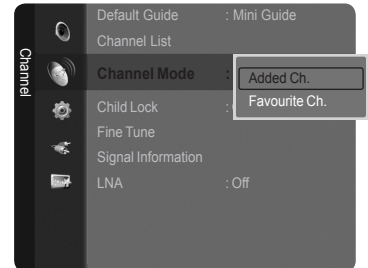 Channel
Default Guide : Mini Guide
Channel List
Channel Mode :
Added Ch.
Favourite Ch.
Child Lock :
Fine Tune
Signal Information
LNA : Off